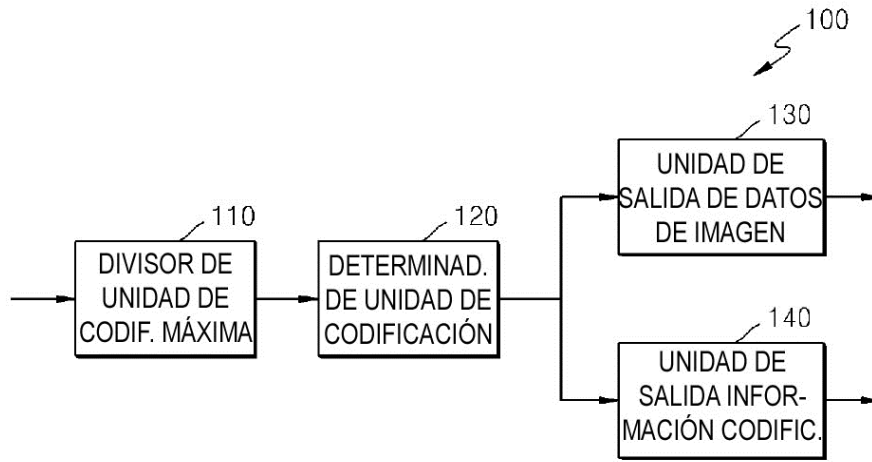 100
130
UNIDAD DE
SALIDA DE DATOS
DE IMAGEN
110
DIVISOR DE
UNIDAD DE
CODIF. MÁXIMA
120
DETERMINAD.
DE UNIDAD DE
CODIFICACIÓN
140
UNIDAD DE
SALIDA INFOR-
MACIÓN CODIFIC.